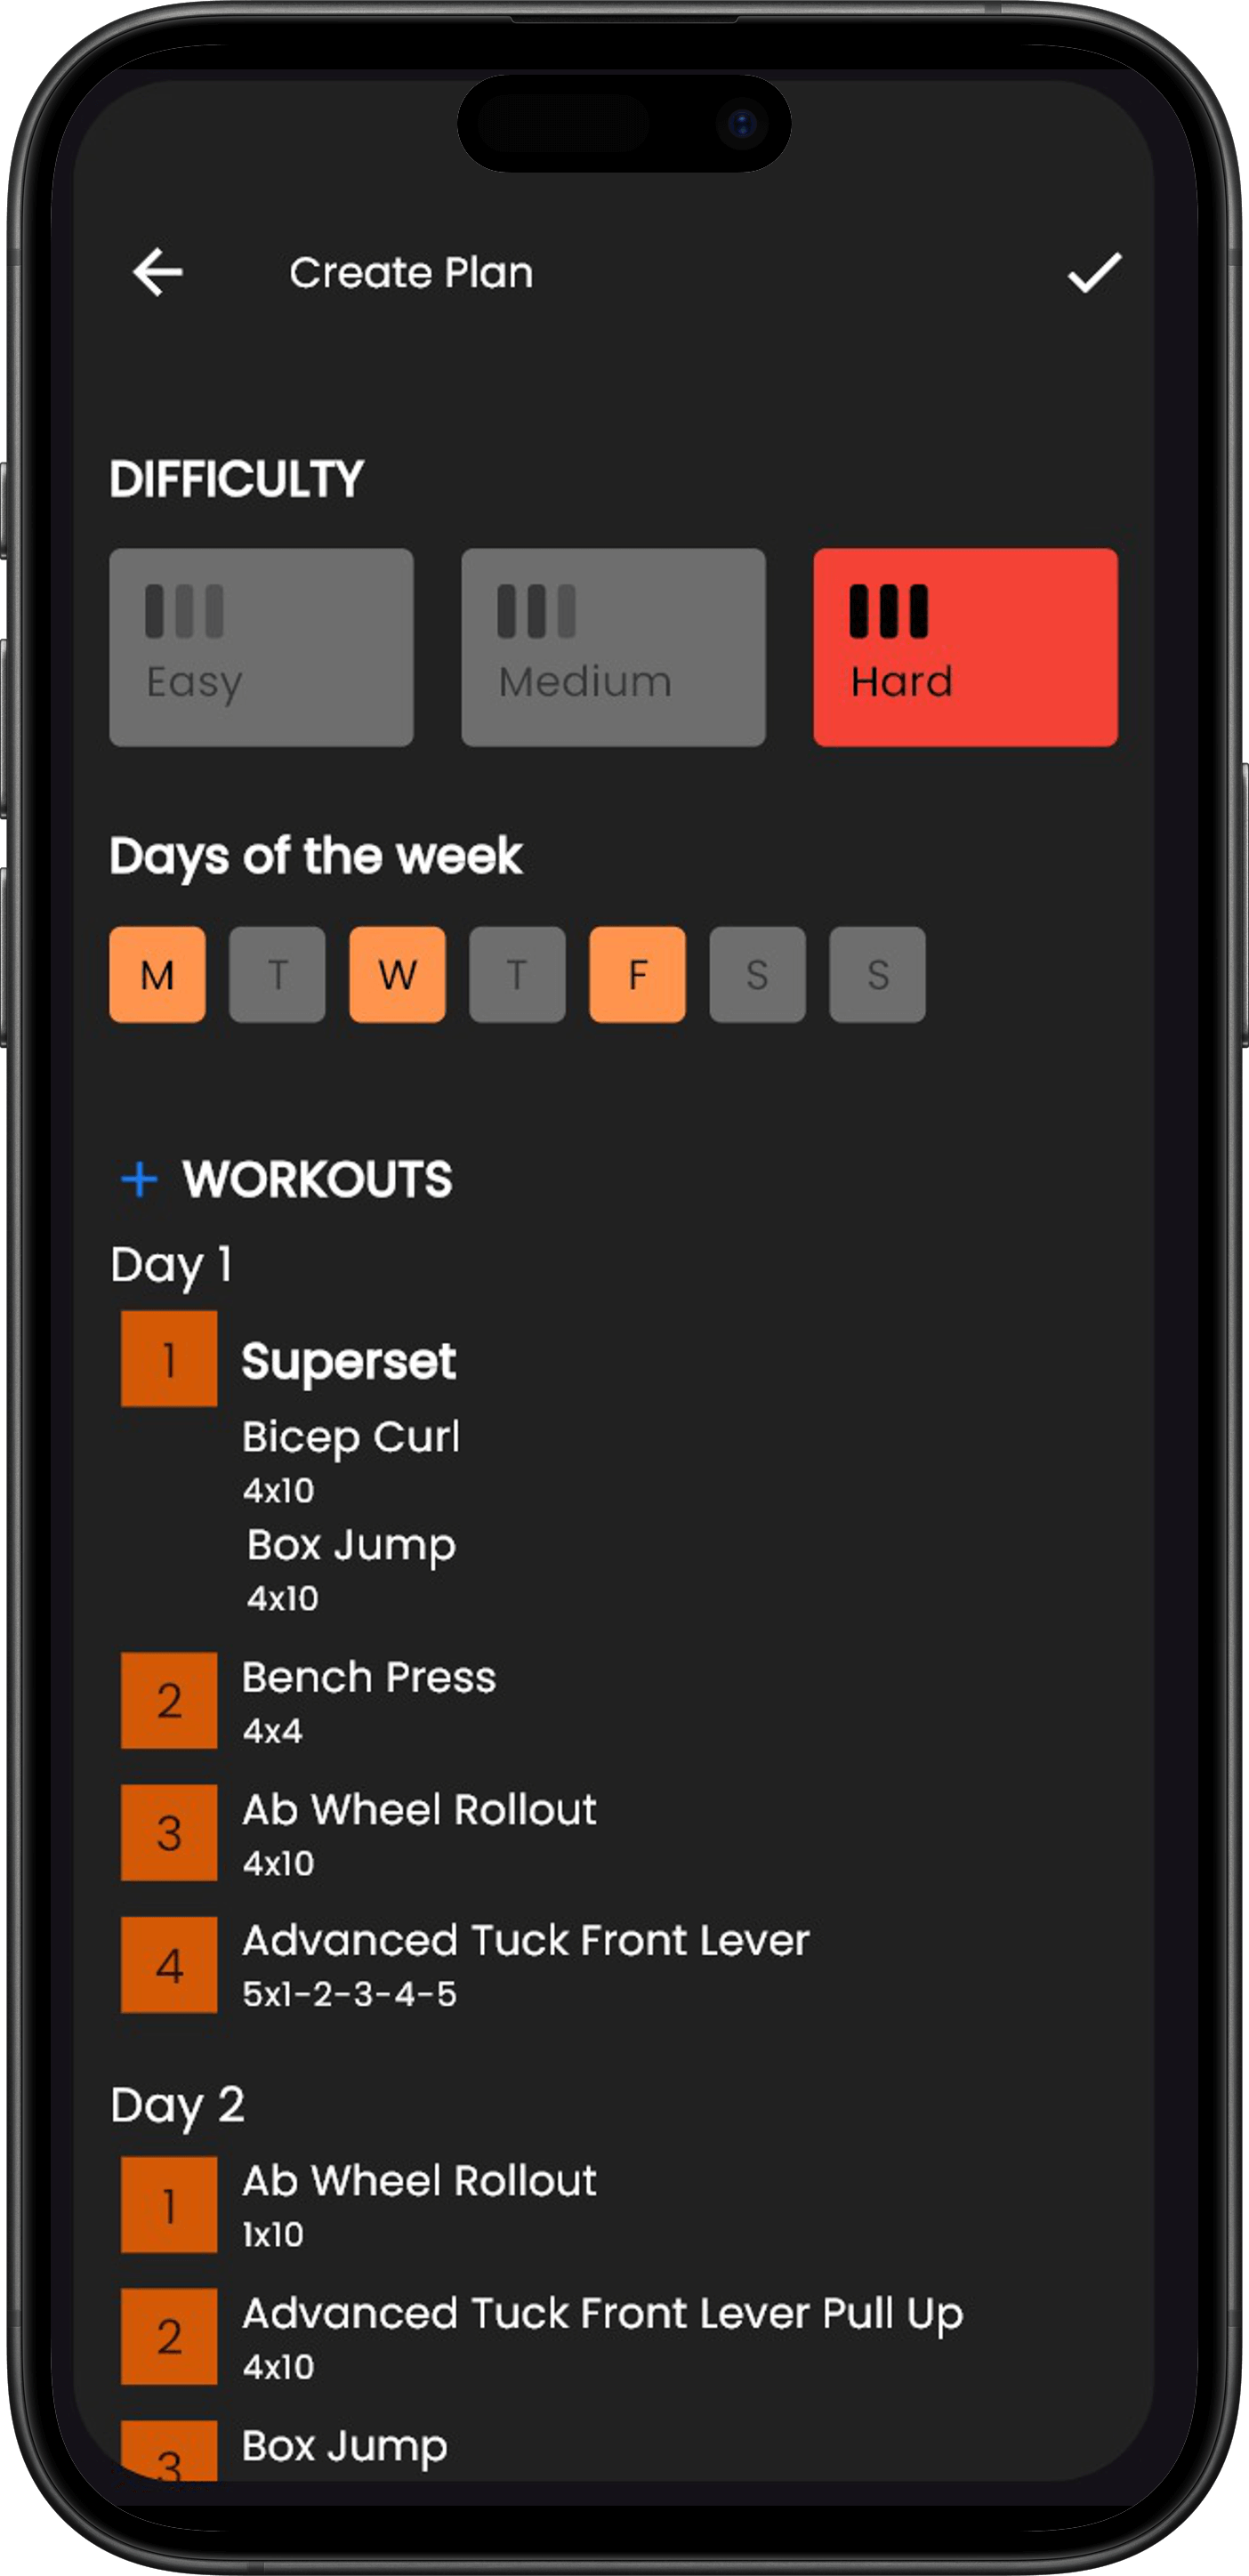 Create Plan
DIFFICULTY
Easy Medium Hard
Days of the week
M T W T F S S
+ WORKOUTS
Day 1
1 Superset
Bicep Curl
4x10
Box Jump
4x10
2 Bench Press
4x4
3 Ab Wheel Rollout
4x10
4 Advanced Tuck Front Lever
5x1-2-3-4-5
Day 2
1 Ab Wheel Rollout
1x10
2 Advanced Tuck Front Lever Pull Up
4x10
3 Box Jump